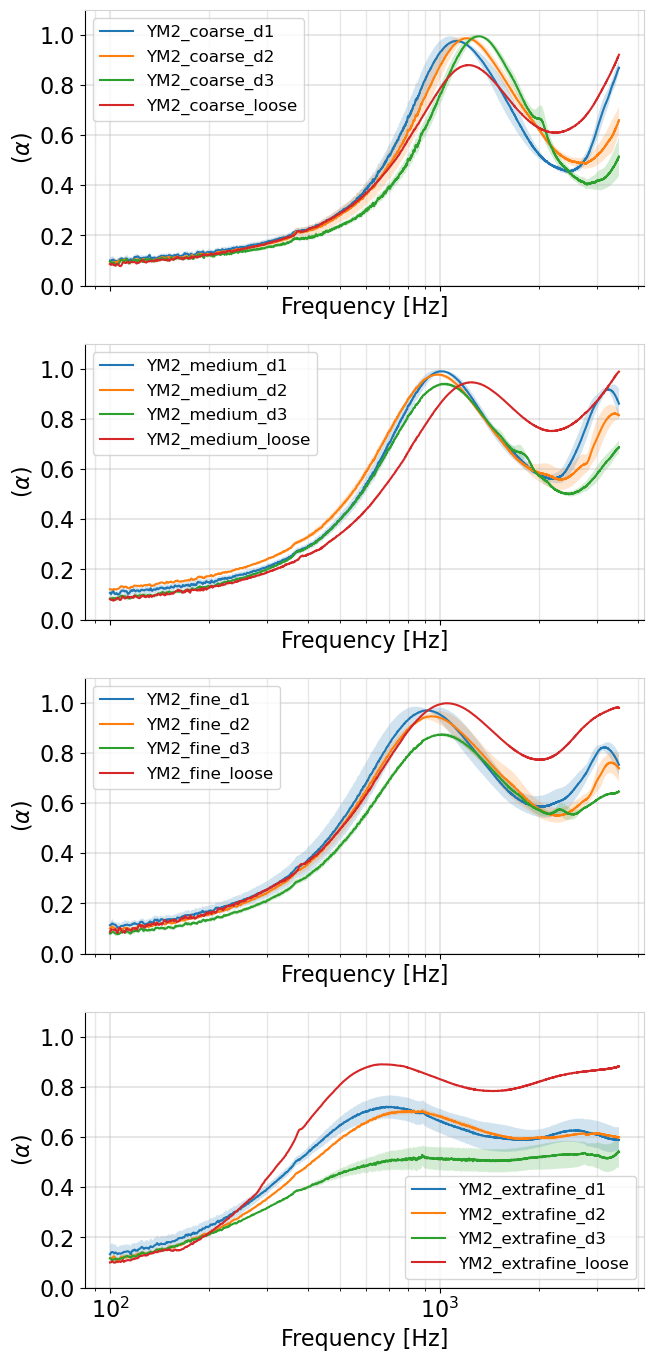 YM2_coarse_d1
YM2_coarse_d2
YM2_coarse_d3
YM2_coarse_loose
1.0
0.8
0.6
0.4
0.2
0.0
(α)
Frequency [Hz]
YM2_medium_d1
YM2_medium_d2
YM2_medium_d3
YM2_medium_loose
1.0
0.8
0.6
0.4
0.2
0.0
(α)
Frequency [Hz]
YM2_fine_d1
YM2_fine_d2
YM2_fine_d3
YM2_fine_loose
1.0
0.8
0.6
0.4
0.2
0.0
(α)
Frequency [Hz]
1.0
0.8
0.6
0.4
0.2
0.0
(α)
YM2_extrafine_d1
YM2_extrafine_d2
YM2_extrafine_d3
YM2_extrafine_loose
10² 10³
Frequency [Hz]